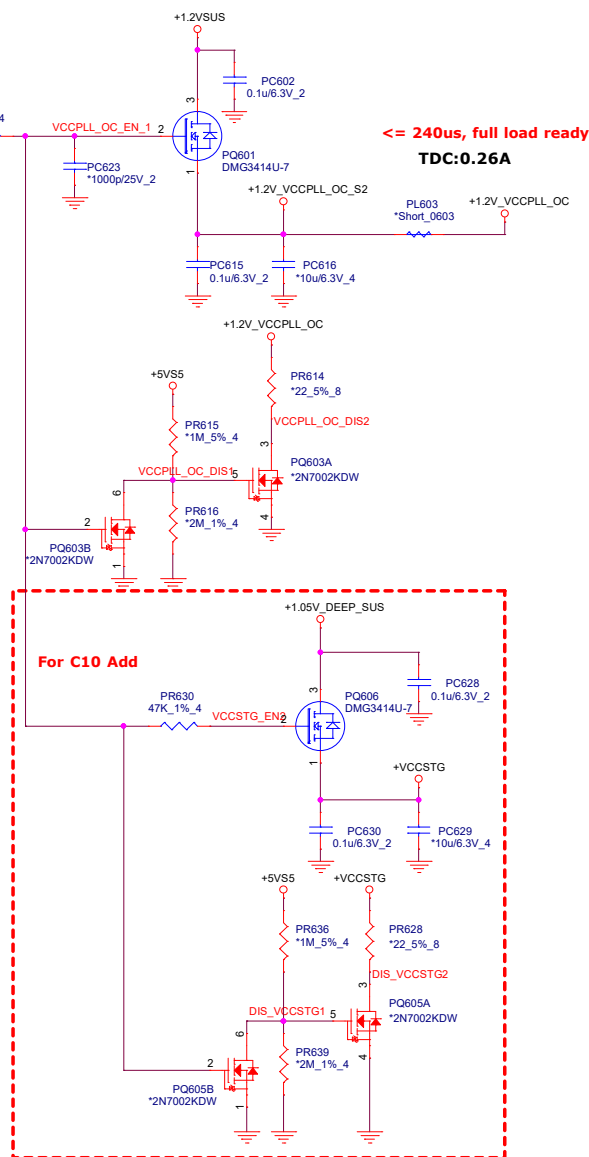 +1.2VSUS
PC602
0.1u/6.3V_2
3
4
VCCPLL_OC_EN_1
2
<= 240us, full load ready
TDC:0.26A
PQ601
DMG3414U-7
PC623
*1000p/25V_2
1
+1.2V_VCCPLL_OC_S2
PL603
*Short_0603
+1.2V_VCCPLL_OC
PC615
0.1u/6.3V_2
PC616
*10u/6.3V_4
+1.2V_VCCPLL_OC
+5VS5
PR614
*22_5%_8
PR615
*1M_5%_4
VCCPLL_OC_DIS2
3
VCCPLL_OC_DIS1
5
PQ603A
*2N7002KDW
6
PR616
*2M_1%_4
4
2
PQ603B
*2N7002KDW
1
+1.05V_DEEP_SUS
For C10 Add
PC628
0.1u/6.3V_2
3
PR630
47K_1%_4
VCCSTG_EN2
2
PQ606
DMG3414U-7
1
+VCCSTG
PC630
0.1u/6.3V_2
PC629
*10u/6.3V_4
+5VS5
+VCCSTG
PR636
*1M_5%_4
PR628
*22_5%_8
DIS_VCCSTG2
3
DIS_VCCSTG1
5
PQ605A
*2N7002KDW
6
PR639
*2M_1%_4
4
2
PQ605B
*2N7002KDW
1